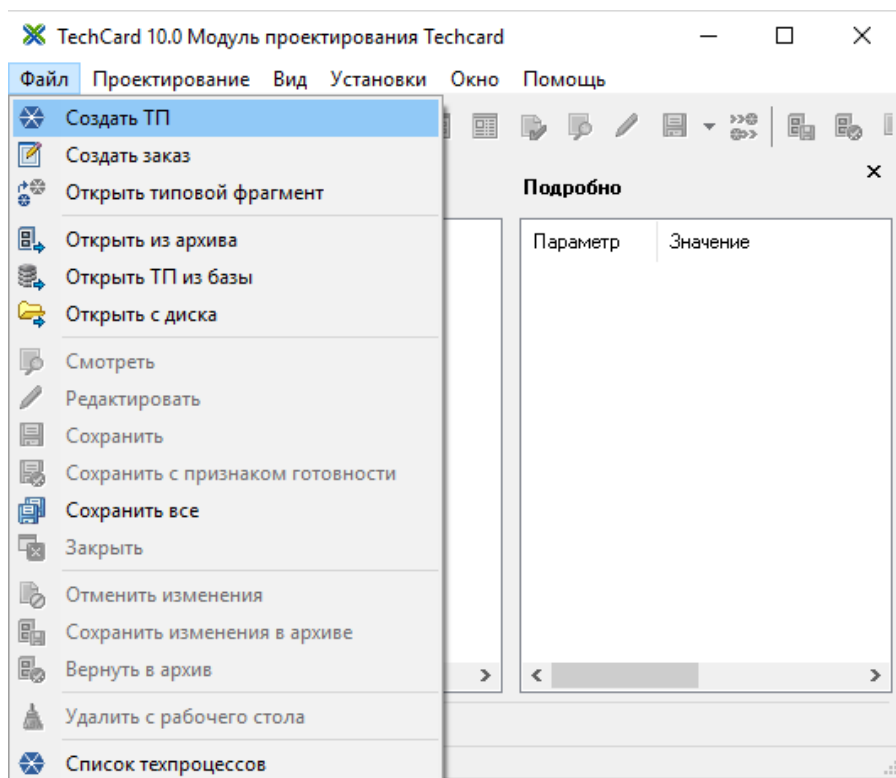 TechCard 10.0 Модуль проектирования Techcard
Файл Проектирование Вид Установки Окно Помощь
Создать ТП
Создать заказ
Открыть типовой фрагмент
Открыть из архива
Открыть ТП из базы
Открыть с диска
Смотреть
Редактировать
Сохранить
Сохранить с признаком готовности
Сохранить все
Закрыть
Отменить изменения
Сохранить изменения в архиве
Вернуть в архив
Удалить с рабочего стола
Список техпроцессов
Подробно
Параметр Значение